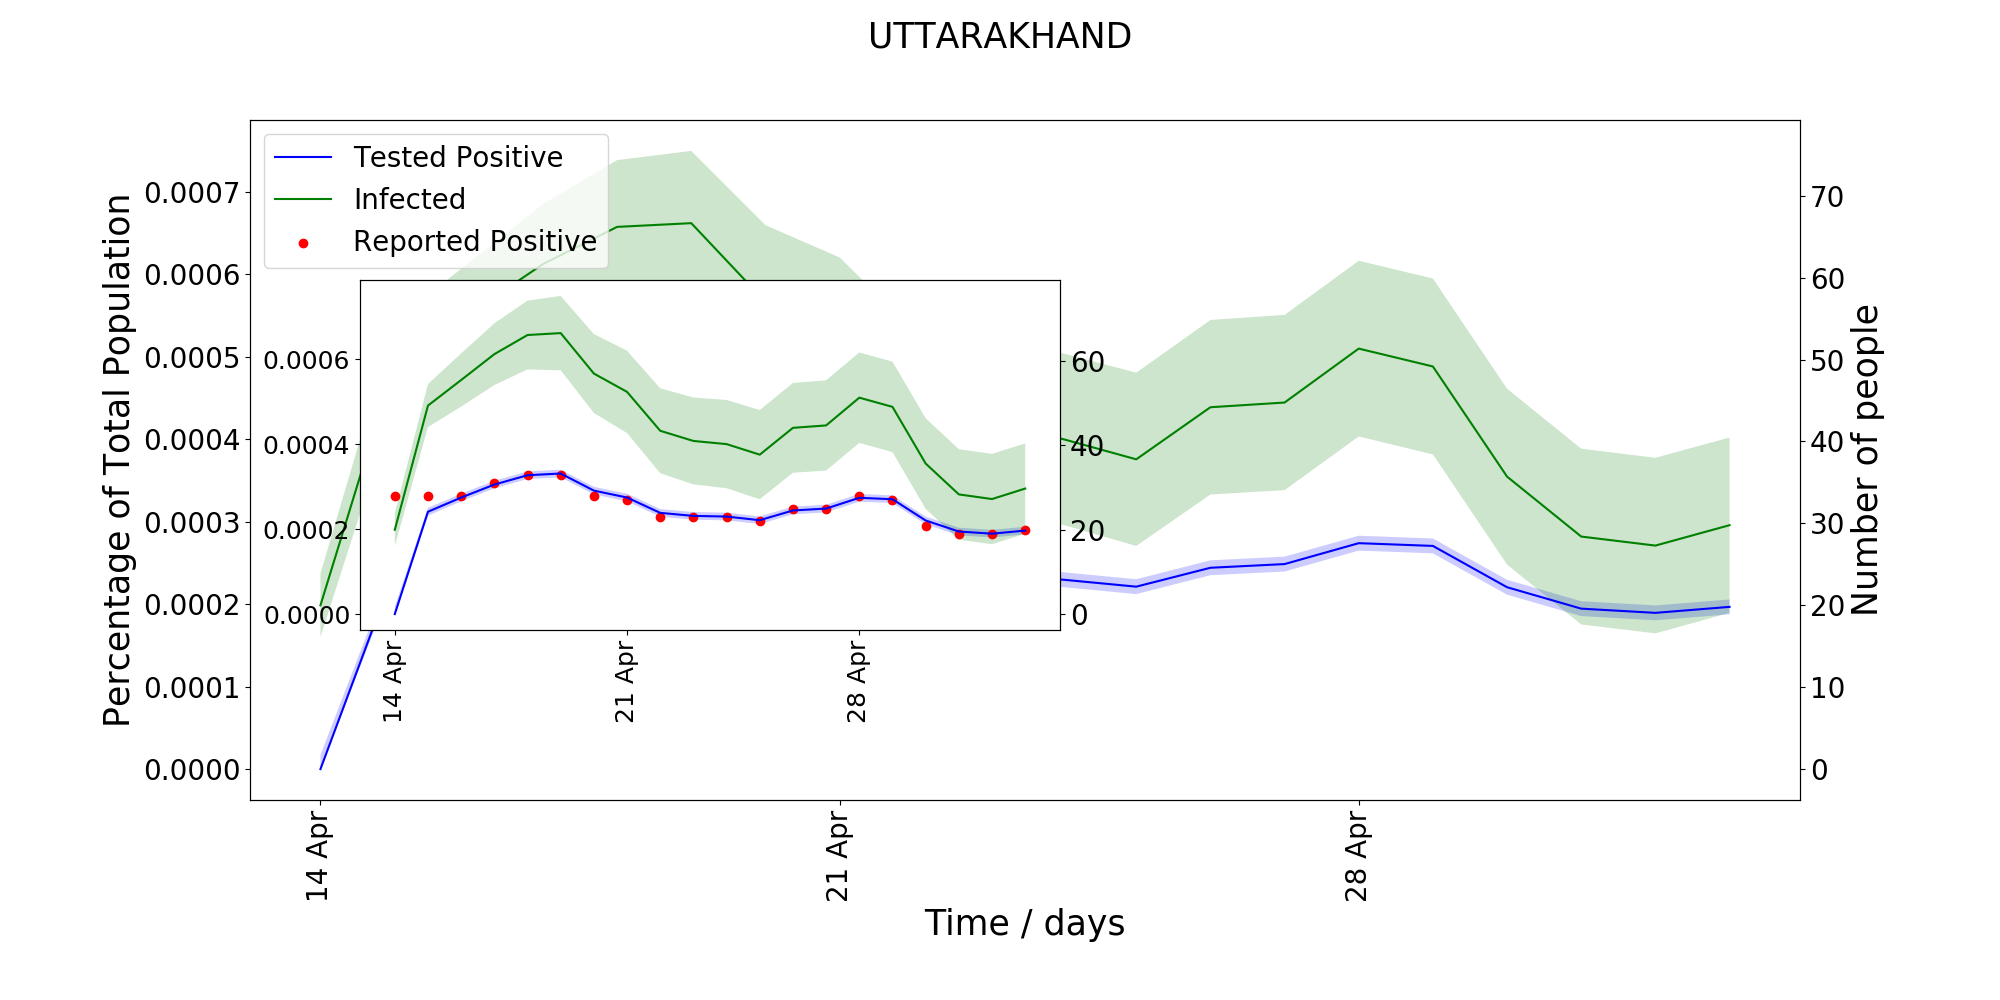 UTTARAKHAND
Tested Positive
Infected
Reported Positive
Percentage of Total Population
0.0007
0.0006
0.0005
0.0004
0.0003
0.0002
0.0001
0.0000
0.0006
0.0004
0.0002
0.0000
60
40
20
0
14 Apr
21 Apr
28 Apr
70
60
50
40
30
20
10
0
Number of people
14 Apr
21 Apr
28 Apr
Time / days